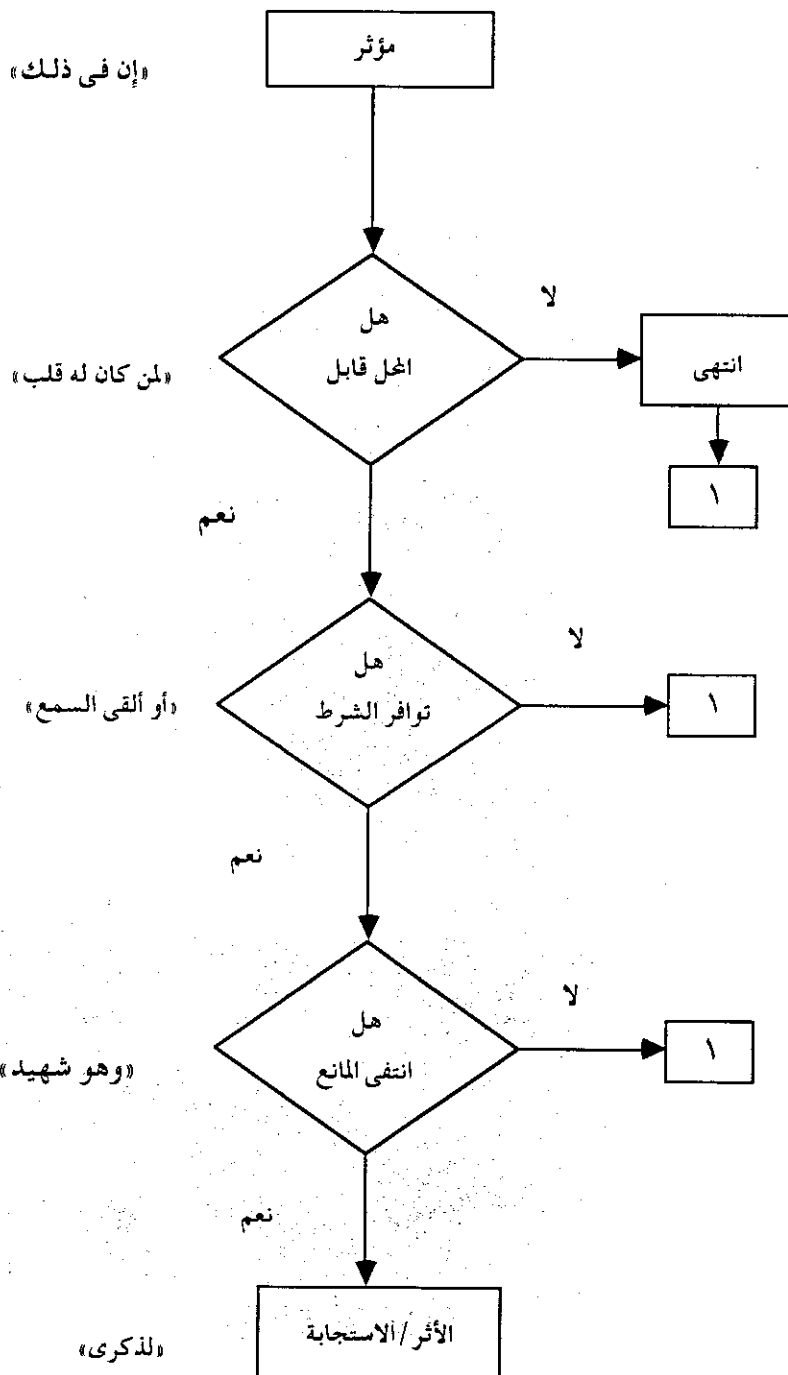 مؤثر
«إن فى ذلك»
لا
هل
المحل قابل
انتهى
«لمن كان له قلب»
١
نعم
لا
هل
توافر الشرط
١
«أو ألقى السمع»
نعم
لا
هل
انتفى المانع
١
«وهو شهيد»
نعم
الأثر/الاستجابة
«لذكرى»